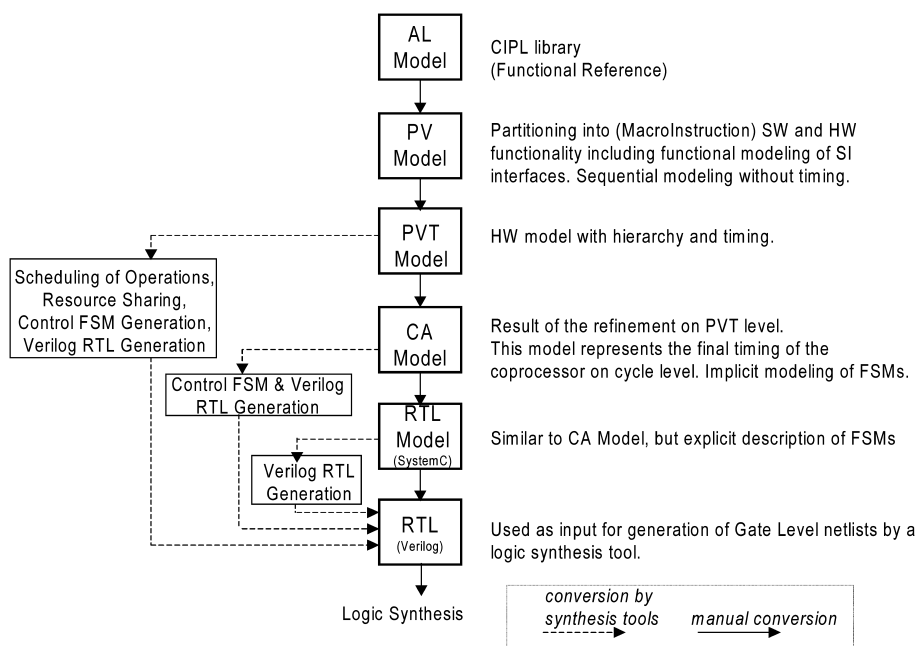 AL
Model
CIPL library
(Functional Reference)
PV
Model
Partitioning into (MacroInstruction) SW and HW
functionality including functional modeling of SI
interfaces. Sequential modeling without timing.
PVT
Model
HW model with hierarchy and timing.
Scheduling of Operations,
Resource Sharing,
Control FSM Generation,
Verilog RTL Generation
CA
Model
Result of the refinement on PVT level.
This model represents the final timing of the
coprocessor on cycle level. Implicit modeling of FSMs.
Control FSM & Verilog
RTL Generation
RTL
Model
(SystemC)
Similar to CA Model, but explicit description of FSMs
Verilog RTL
Generation
RTL
(Verilog)
Used as input for generation of Gate Level netlists by a
logic synthesis tool.
Logic Synthesis
conversion by
synthesis tools
manual conversion